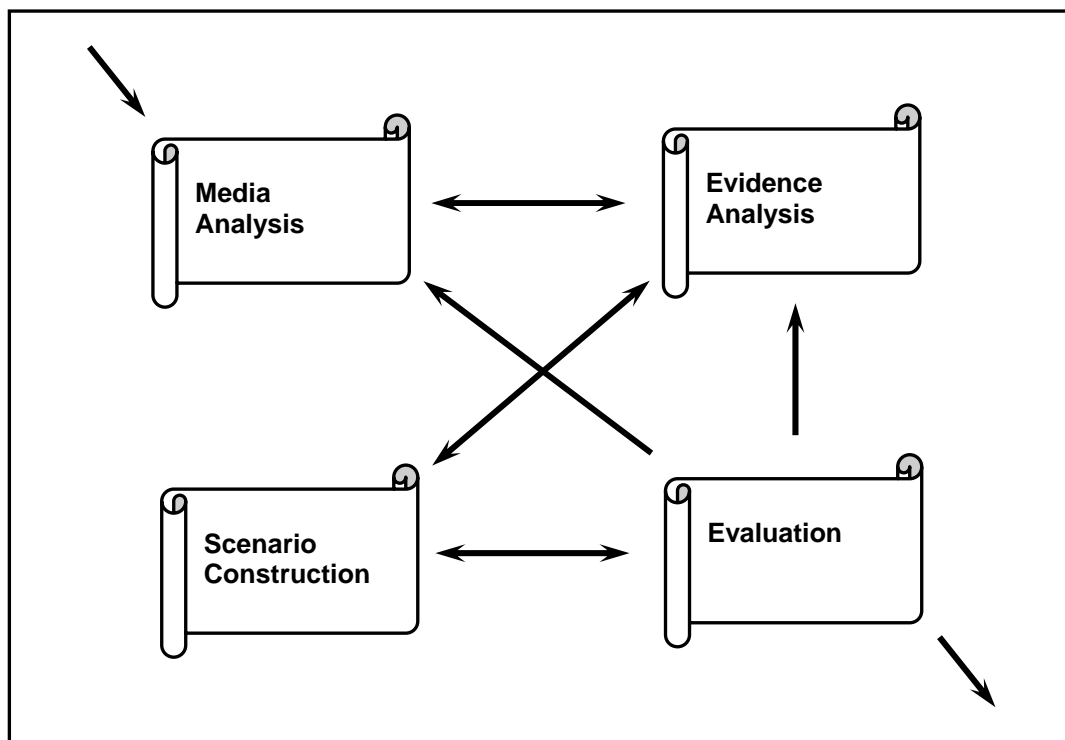 Media
Analysis
Evidence
Analysis
Scenario
Construction
Evaluation